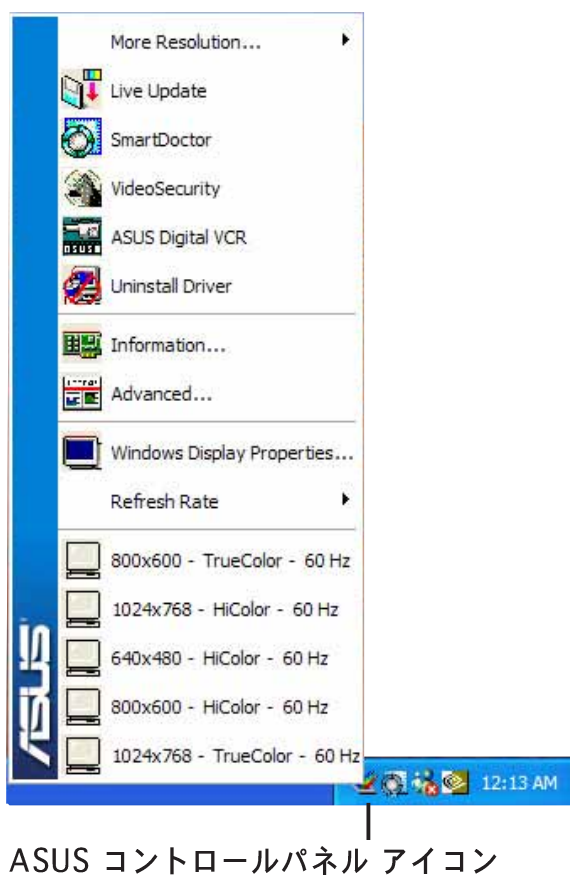 More Resolution...
Live Update
SmartDoctor
VideoSecurity
ASUS Digital VCR
Uninstall Driver
Information...
Advanced...
Windows Display Properties...
Refresh Rate
800x600 - TrueColor - 60 Hz
1024x768 - HiColor - 60 Hz
640x480 - HiColor - 60 Hz
800x600 - HiColor - 60 Hz
1024x768 - TrueColor - 60 Hz
ASUS
12:13 AM
ASUS コントロールパネル アイコン